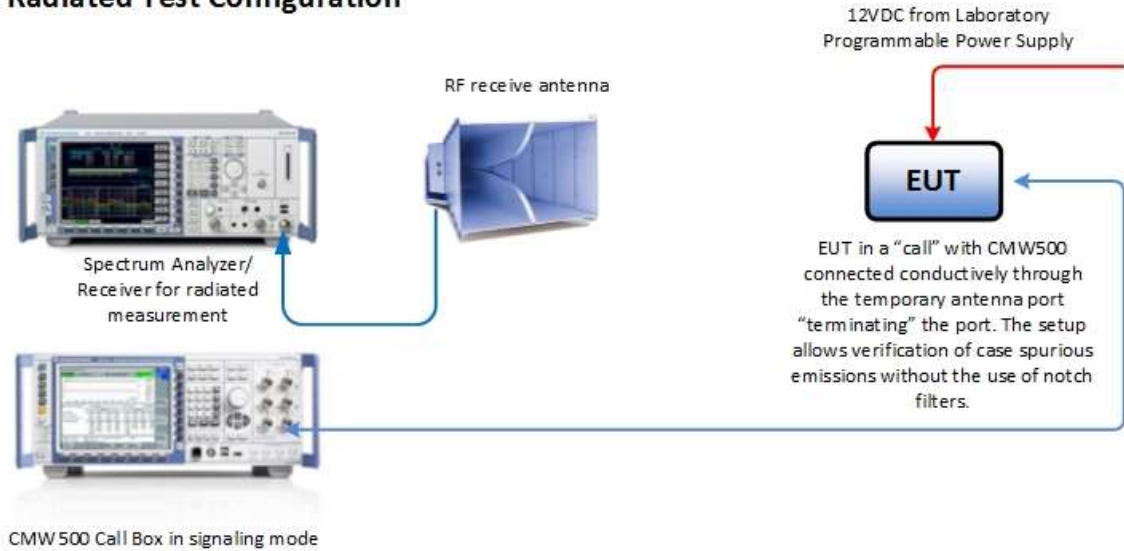 Radiated Test Configuration
12VDC from Laboratory
Programmable Power Supply
RF receive antenna
EUT
Spectrum Analyzer/
Receiver for radiated
measurement
EUT in a “call” with CMW500
connected conductively through
the temporary antenna port
“terminating” the port. The setup
allows verification of case spurious
emissions without the use of notch
filters.
CMW500 Call Box in signaling mode